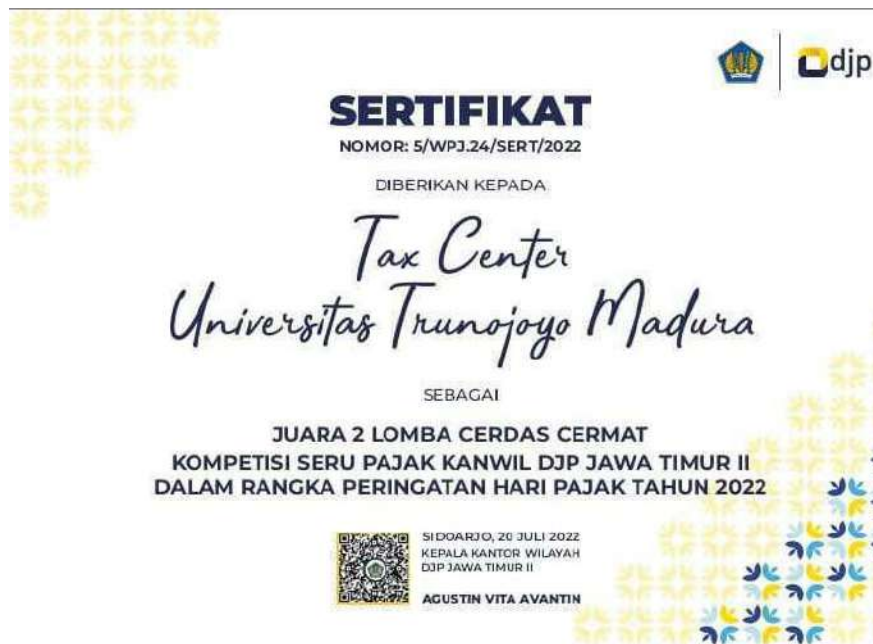 djp
SERTIFIKAT
NOMOR: 5/WPJ.24/SERT/2022
DIBERIKAN KEPADA
Tax Center
Universitas Trunojoyo Madura
SEBAGAI
JUARA 2 LOMBA CERDAS CERMAT
KOMPETISI SERU PAJAK KANWIL DJP JAWA TIMUR II
DALAM RANGKA PERINGATAN HARI PAJAK TAHUN 2022
SIDOARJO, 20 JULI 2022
KEPALA KANTOR WILAYAH
DJP JAWA TIMUR II
AGUSTIN VITA AVANTIN